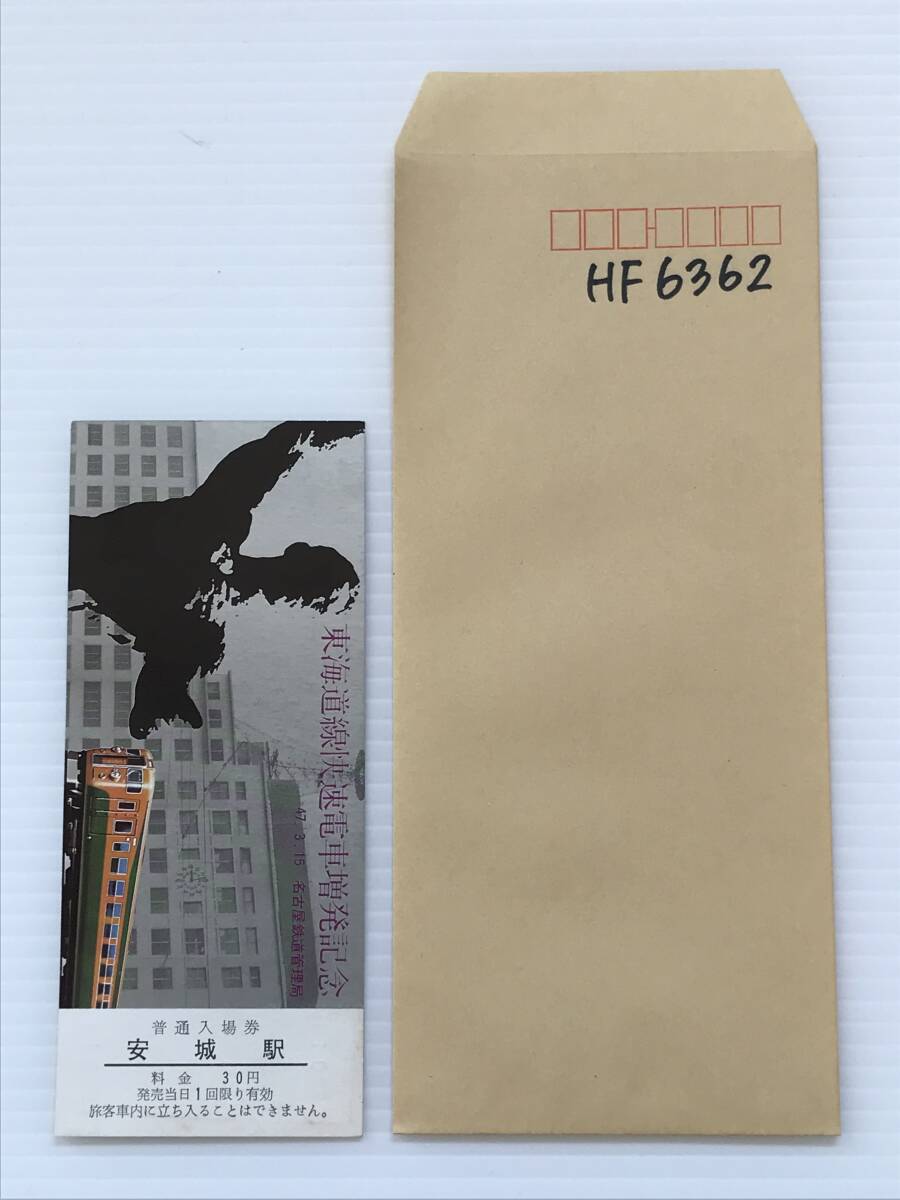 HF6362
東海道線快速電車増発記念
47.3.15 名古屋鉄道管理局
普通入場券
安城駅
料金 30円
発売当日1回限り有効
旅客車内に立ち入ることはできません。